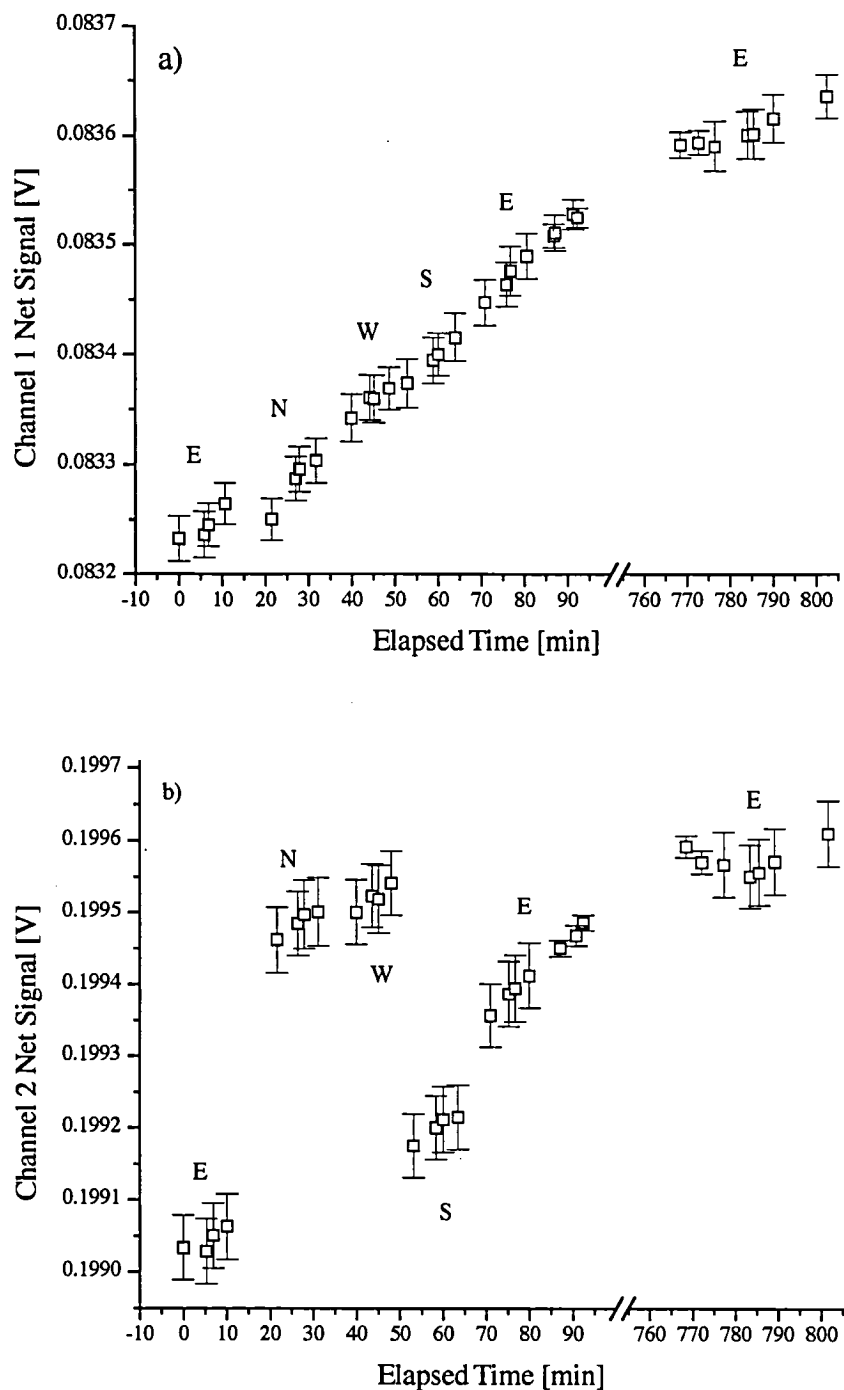 0.0837
a)
E
0.0836
E
0.0835
S
W
0.0834
N
0.0833
E
0.0832
Channel 1 Net Signal [V]
-10 0 10 20 30 40 50 60 70 80 90 760 770 780 790 800
Elapsed Time [min]
0.1997
b)
E
0.1996
N
0.1995
E
W
0.1994
0.1993
0.1992
S
0.1991
E
0.1990
Channel 2 Net Signal [V]
-10 0 10 20 30 40 50 60 70 80 90 760 770 780 790 800
Elapsed Time [min]